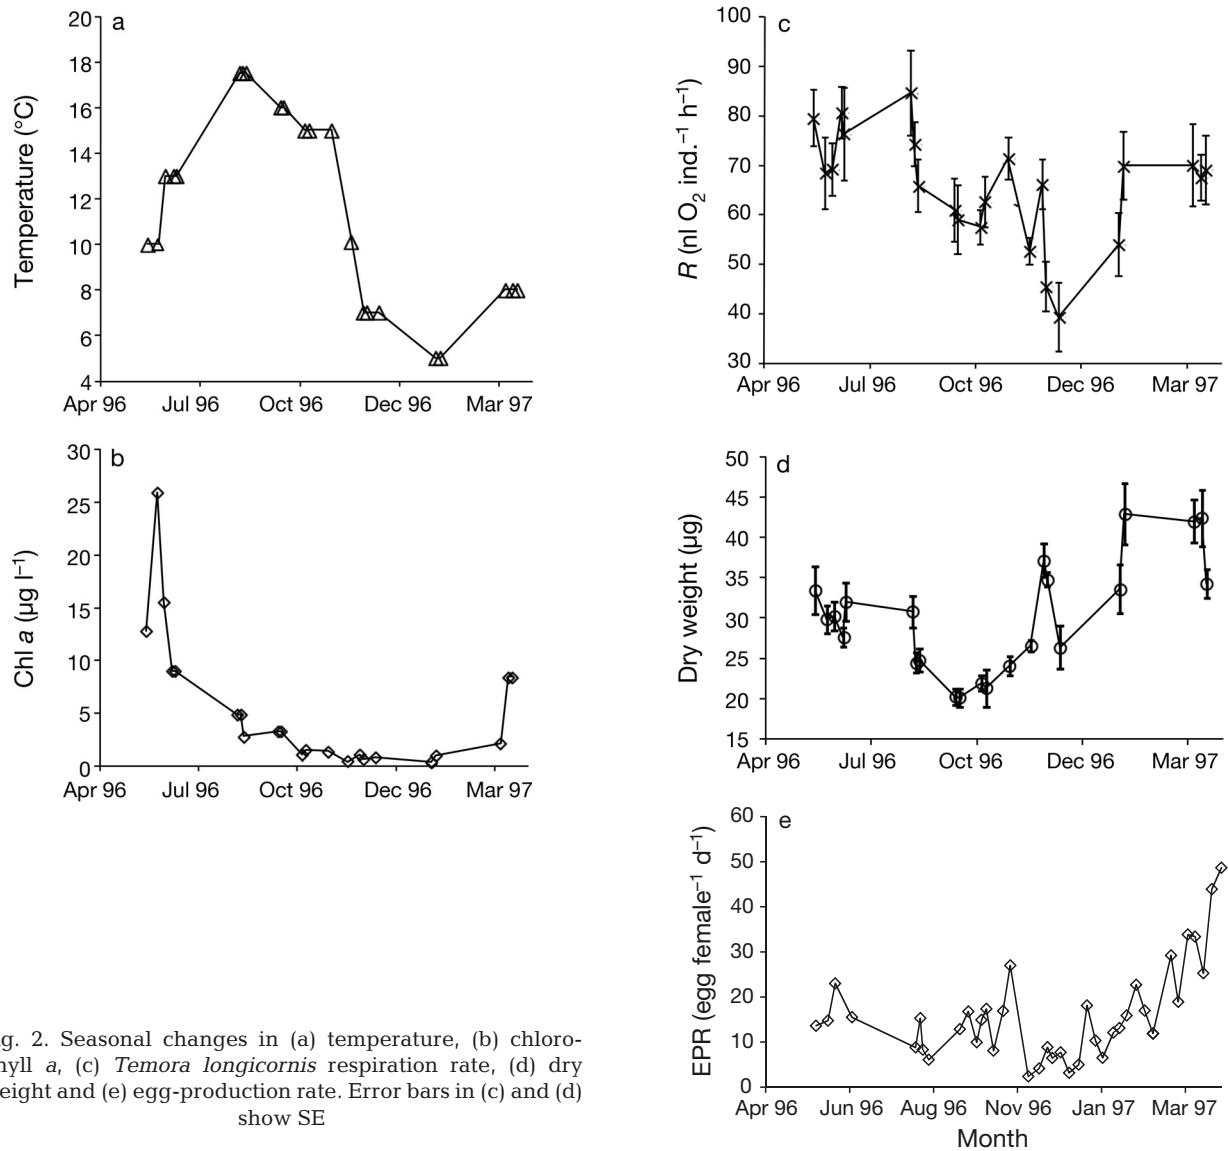 a
20
18
16
14
12
10
8
6
4
Temperature (°C)
Apr 96 Jul 96 Oct 96 Dec 96 Mar 97
b
30
25
20
15
10
5
0
Chl a (µg l–1)
Apr 96 Jul 96 Oct 96 Dec 96 Mar 97
c
100
90
80
70
60
50
40
30
R (nl O2 ind.–1 h–1)
Apr 96 Jul 96 Oct 96 Dec 96 Mar 97
d
50
45
40
35
30
25
20
15
Dry weight (µg)
Apr 96 Jul 96 Oct 96 Dec 96 Mar 97
e
60
50
40
30
20
10
0
EPR (egg female–1 d–1)
Apr 96 Jun 96 Aug 96 Nov 96 Jan 97 Mar 97
Month
g. 2. Seasonal changes in (a) temperature, (b) chloro-
hyll a, (c) Temora longicornis respiration rate, (d) dry
eight and (e) egg-production rate. Error bars in (c) and (d)
show SE